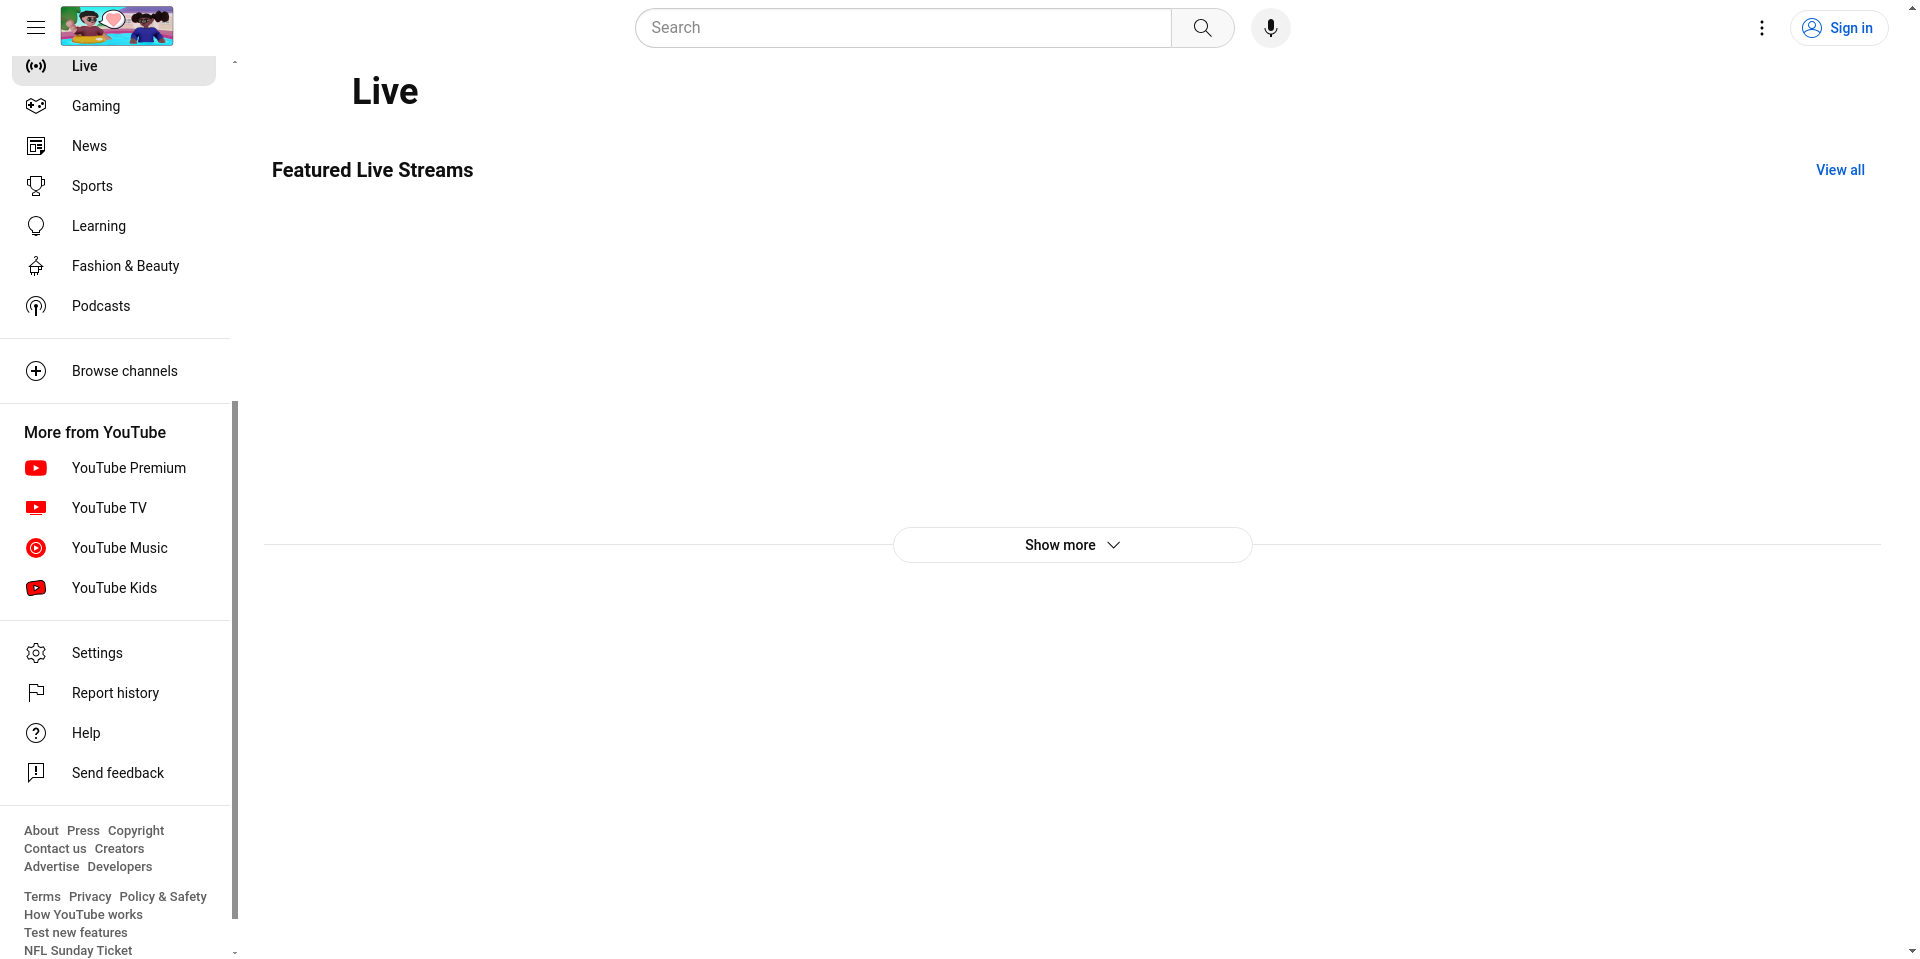 Search
Sign in
Live
Gaming
News
Sports
Learning
Fashion & Beauty
Podcasts
Browse channels
More from YouTube
YouTube Premium
YouTube TV
YouTube Music
YouTube Kids
Settings
Report history
Help
Send feedback
About Press Copyright
Contact us Creators
Advertise Developers
Terms Privacy Policy & Safety
How YouTube works
Test new features
NFL Sunday Ticket
Live
Featured Live Streams
View all
Show more